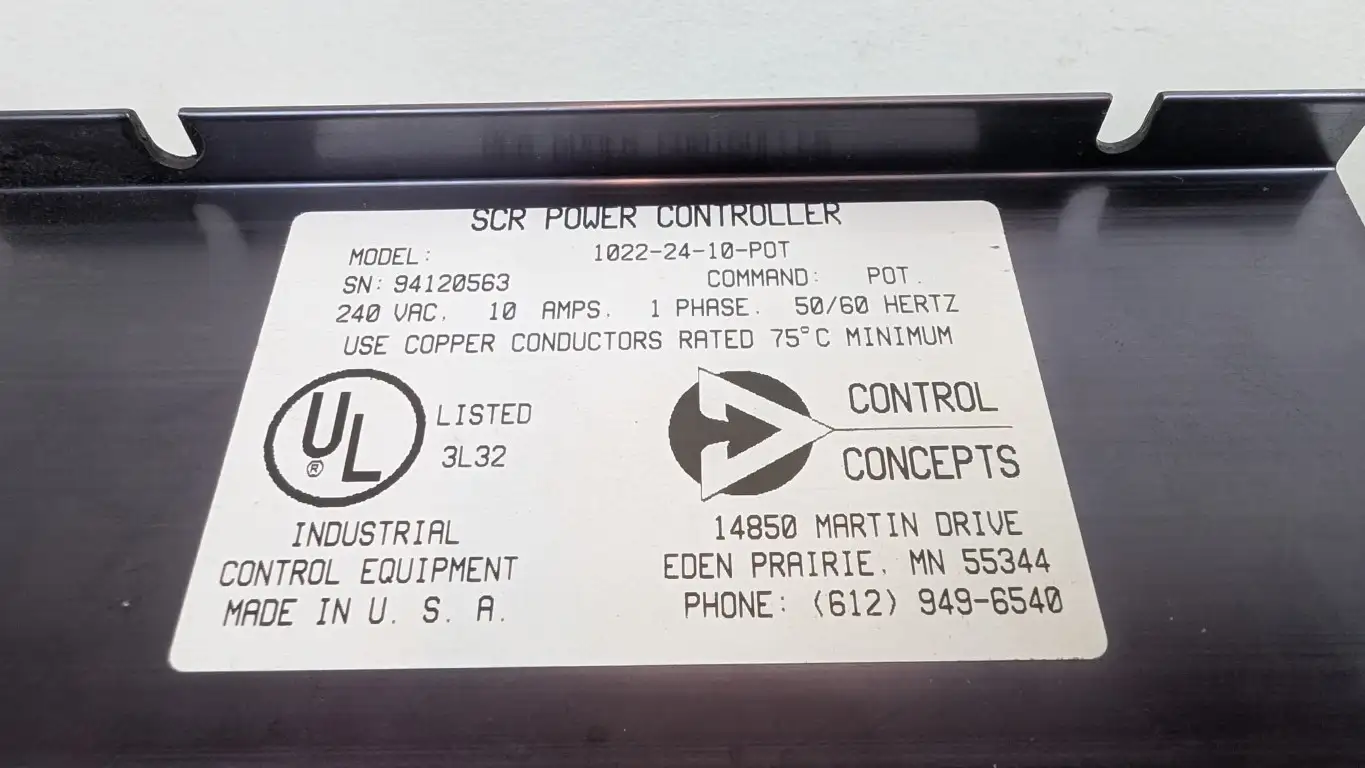 SCR POWER CONTROLLER
MODEL: 1022-24-10-POT
SN: 94120563 COMMAND: POT.
240 VAC. 10 AMPS. 1 PHASE. 50/60 HERTZ
USE COPPER CONDUCTORS RATED 75°C MINIMUM
UL
®
LISTED
3L32
INDUSTRIAL
CONTROL EQUIPMENT
MADE IN U. S. A.
CONTROL
CONCEPTS
14850 MARTIN DRIVE
EDEN PRAIRIE, MN 55344
PHONE: (612) 949-6540